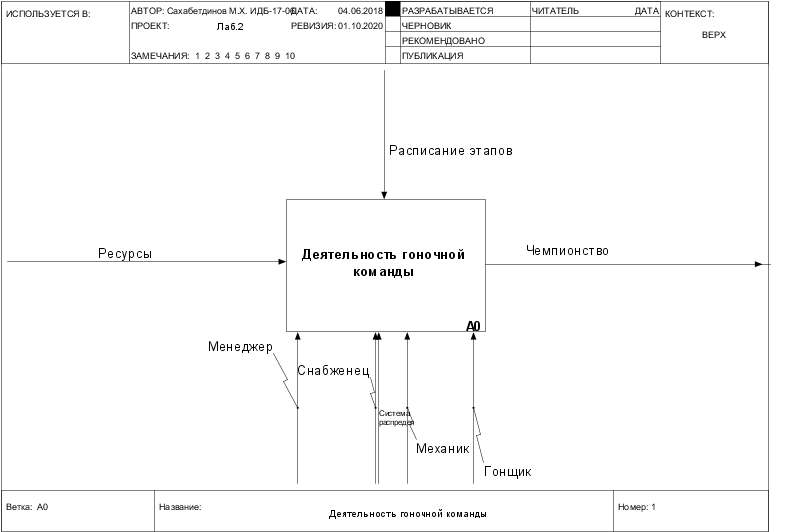 ИСПОЛЬЗУЕТСЯ В:
АВТОР: Сахабетдинов М.Х. ИДБ-17-06
ДАТА: 04.06.2018
ПРОЕКТ: Лаб.2
РЕВИЗИЯ: 01.10.2020
ЗАМЕЧАНИЯ: 1 2 3 4 5 6 7 8 9 10
РАЗРАБАТЫВАЕТСЯ
ЧЕРНОВИК
РЕКОМЕНДОВАНО
ПУБЛИКАЦИЯ
ЧИТАТЕЛЬ ДАТА
КОНТЕКСТ:
ВЕРХ
Расписание этапов
Ресурсы
Деятельность гоночной
команды
A0
Чемпионство
Менеджер
Снабженец
Система
распредел
Механик
Гонщик
Ветка: A0
Название: Деятельность гоночной команды
Номер: 1